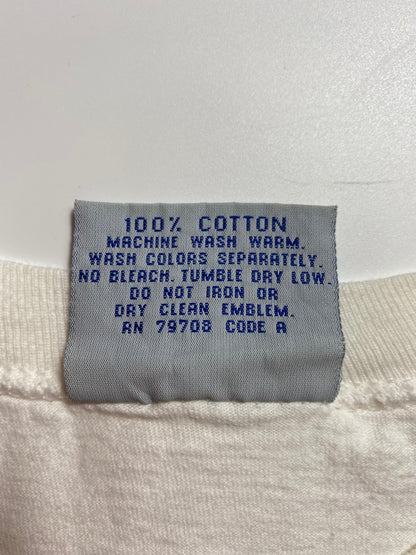 100% COTTON
MACHINE WASH WARM.
WASH COLORS SEPARATELY.
NO BLEACH. TUMBLE DRY LOW.
DO NOT IRON OR
DRY CLEAN EMBLEM.
RN 79708 CODE A